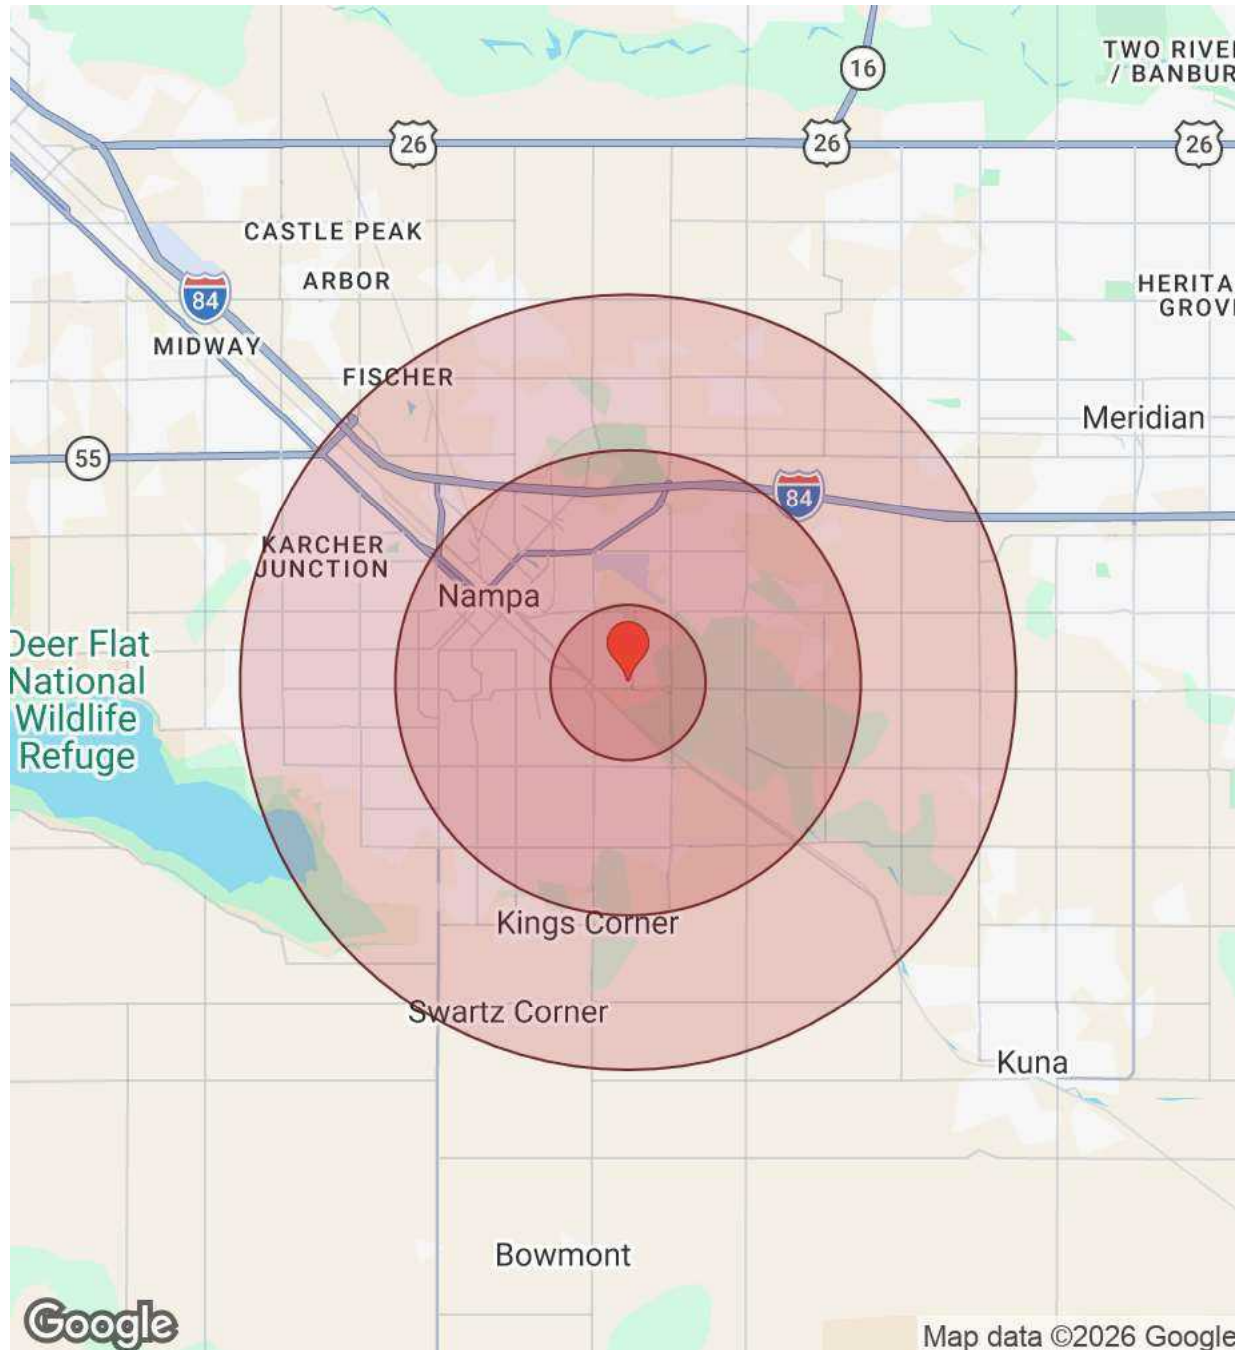 16
TWO RIVE
/ BANBUR
26
26
26
CASTLE PEAK
ARBOR
HERITA
GROV
84
MIDWAY
FISCHER
Meridian
55
84
KARCHER
JUNCTION
Nampa
Deer Flat
National
Wildlife
Refuge
Kings Corner
Swartz Corner
Kuna
Bowmont
Google
Map data ©2026 Google